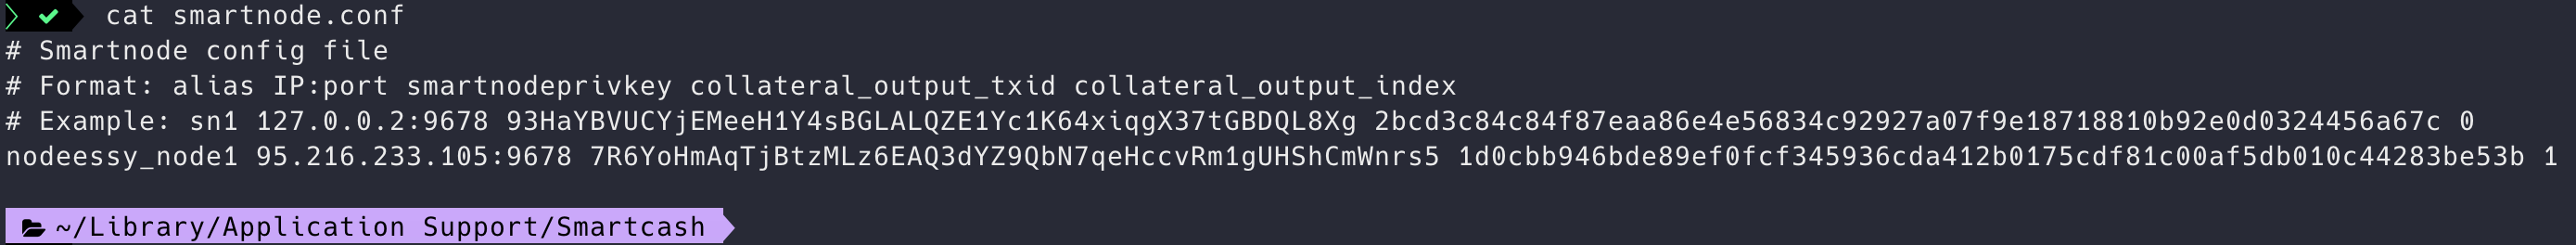 cat smartnode.conf
# Smartnode config file
# Format: alias IP:port smartnodeprivkey collateral_output_txid collateral_output_index
# Example: sn1 127.0.0.2:9678 93HaYBVUCYjEMeeH1Y4sBGLALQZE1Yc1K64xiqgX37tGBDQL8Xg 2bcd3c84c84f87eaa86e4e56834c92927a07f9e18718810b92e0d0324456a67c 0
nodeessy_node1 95.216.233.105:9678 7R6YoHmAqTjBtzMLz6EAQ3dYZ9QbN7qeHccvRm1gUHShCmWnrs5 1d0cbb946bde89ef0fcf345936cda412b0175cdf81c00af5db010c44283be53b 1
~/Library/Application Support/Smartcash